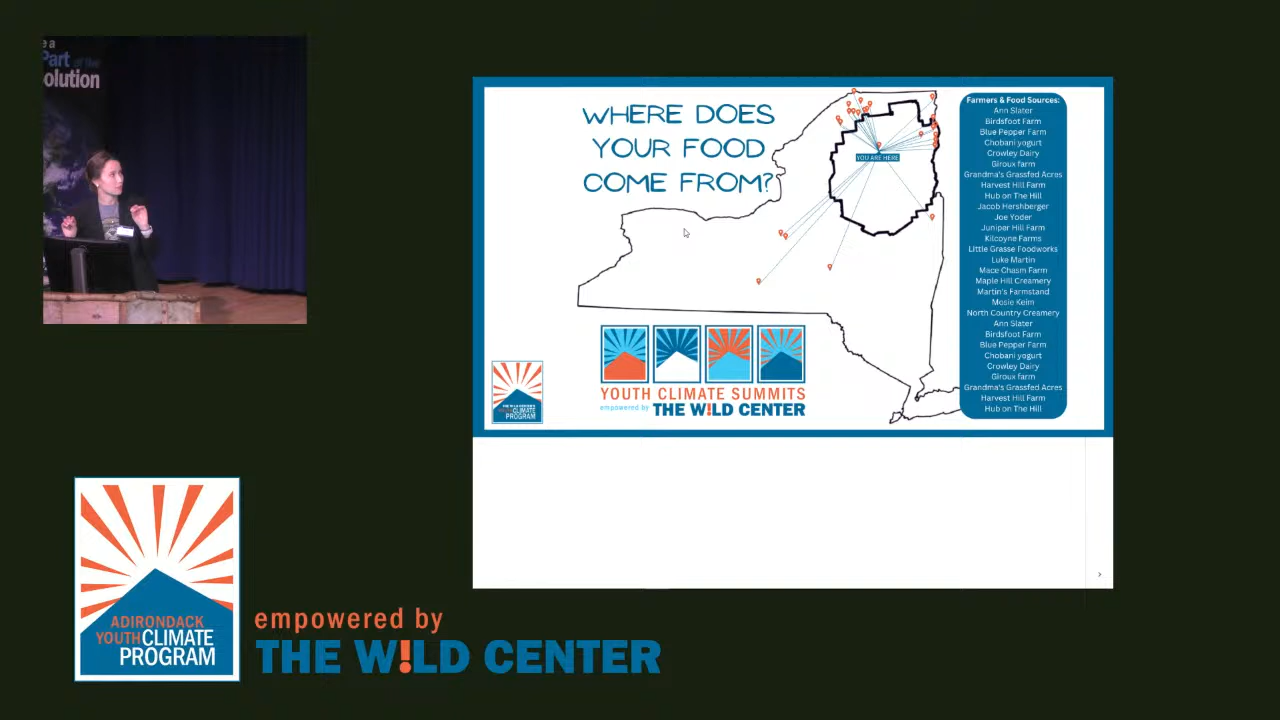 e a
Part of the
olution
WHERE DOES
YOUR FOOD
COME FROM?
YOU ARE HERE
Farmers & Food Sources:
Ann Slater
Birdsfoot Farm
Blue Pepper Farm
Chobani yogurt
Crowley Dairy
Giroux farm
Grandma's Grassfed Acres
Harvest Hill Farm
Hub on The Hill
Jacob Hershberger
Joe Yoder
Juniper Hill Farm
Kilcoyne Farms
Little Grasse Foodworks
Luke Martin
Mace Chasm Farm
Maple Hill Creamery
Martin's Farmstand
Mosie Keim
North Country Creamery
Ann Slater
Birdsfoot Farm
Blue Pepper Farm
Chobani yogurt
Crowley Dairy
Giroux farm
Grandma's Grassfed Acres
Harvest Hill Farm
Hub on The Hill
YOUTH CLIMATE SUMMITS
empowered by THE W!LD CENTER
CLIMATE
PROGRAM
ADIRONDACK
YOUTH CLIMATE
PROGRAM
empowered by
THE W!LD CENTER